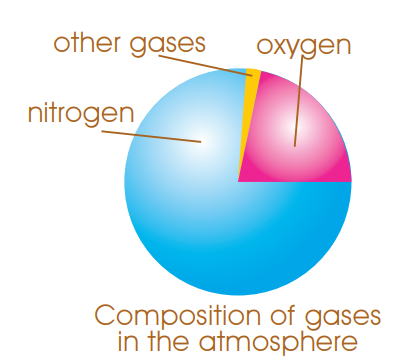 other gases
oxygen
nitrogen
Composition of gases
in the atmosphere